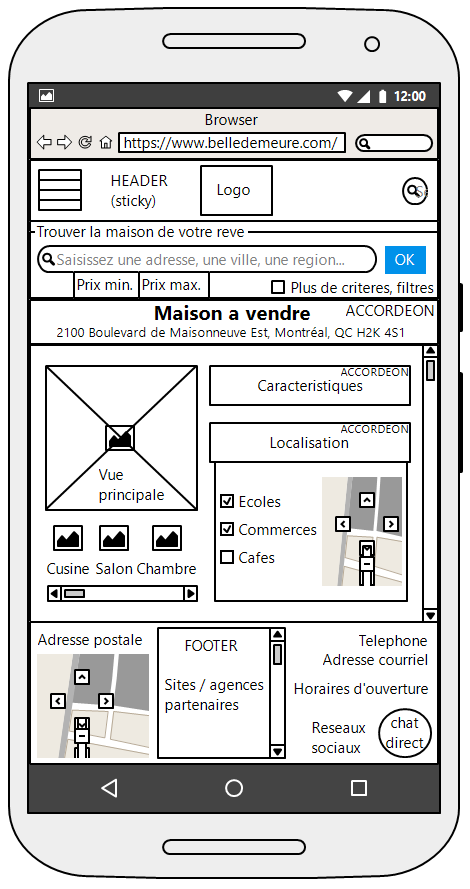 12:00
Browser
https://www.belledemeure.com/
HEADER
(sticky)
Logo
Se
Trouver la maison de votre reve
Saisissez une adresse, une ville, une region...
OK
Prix min.
Prix max.
Plus de criteres, filtres
Maison a vendre
ACCORDEON
2100 Boulevard de Maisonneuve Est, Montréal, QC H2K 4S1
ACCORDEON
Caracteristiques
ACCORDEON
Localisation
Vue
principale
Ecoles
Commerces
Cafes
Cusine Salon Chambre
Adresse postale
FOOTER
Sites / agences
partenaires
Telephone
Adresse courriel
Horaires d'ouverture
Reseaux
sociaux
chat
direct